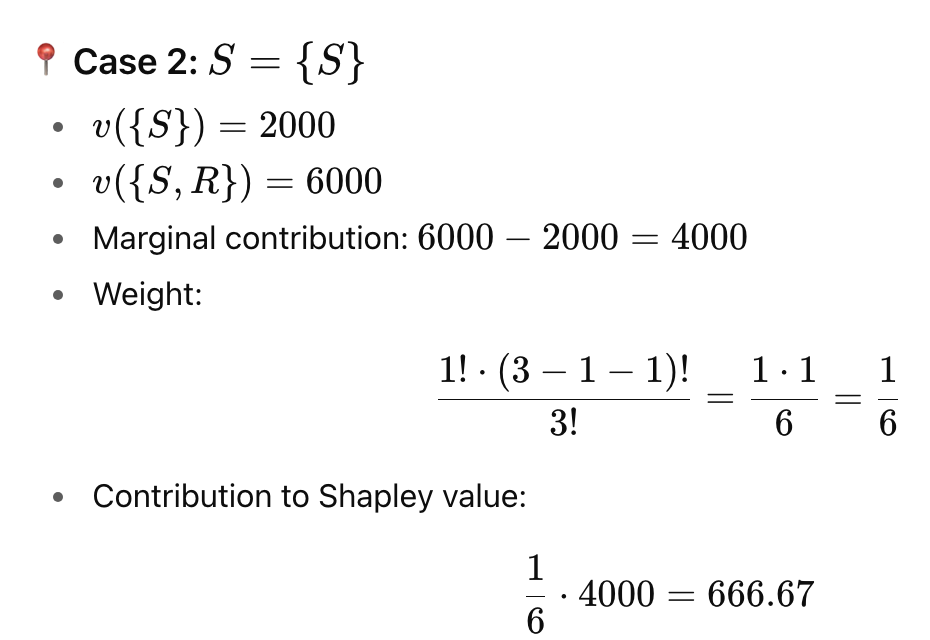 📍 Case 2: S = {S}
• v({S}) = 2000
• v({S, R}) = 6000
• Marginal contribution: 6000 − 2000 = 4000
• Weight:
1! · (3 − 1 − 1)! / 3! = 1 · 1 / 6 = 1 / 6
• Contribution to Shapley value:
1 / 6 · 4000 = 666.67